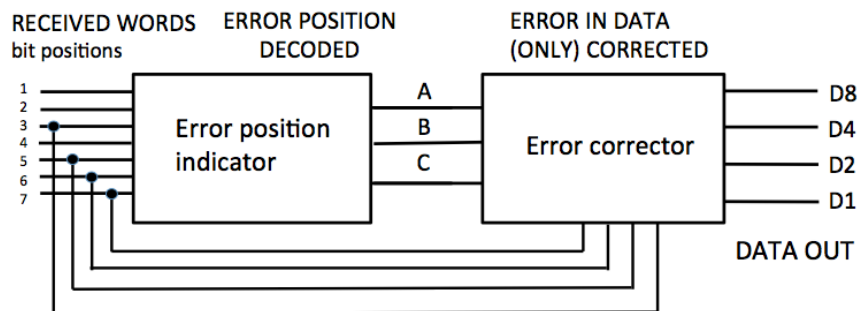 RECEIVED WORDS
bit positions
ERROR POSITION
DECODED
ERROR IN DATA
(ONLY) CORRECTED
1
2
3
4
5
6
7
Error position
indicator
A
B
C
Error corrector
D8
D4
D2
D1
DATA OUT